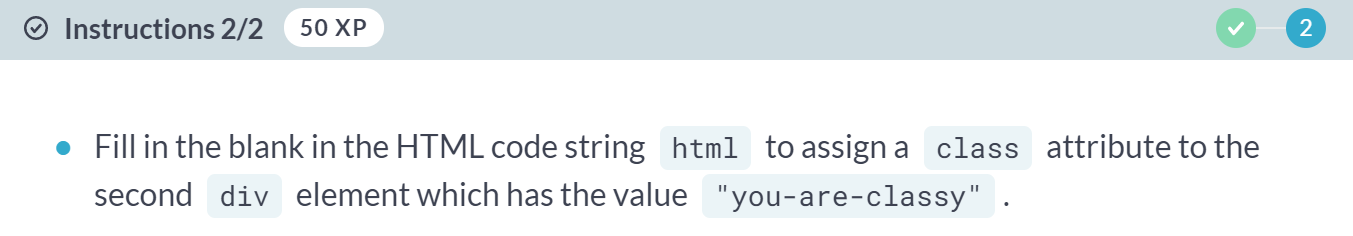 Instructions 2/2 50 XP 2
Fill in the blank in the HTML code string html to assign a class attribute to the
second div element which has the value "you-are-classy" .